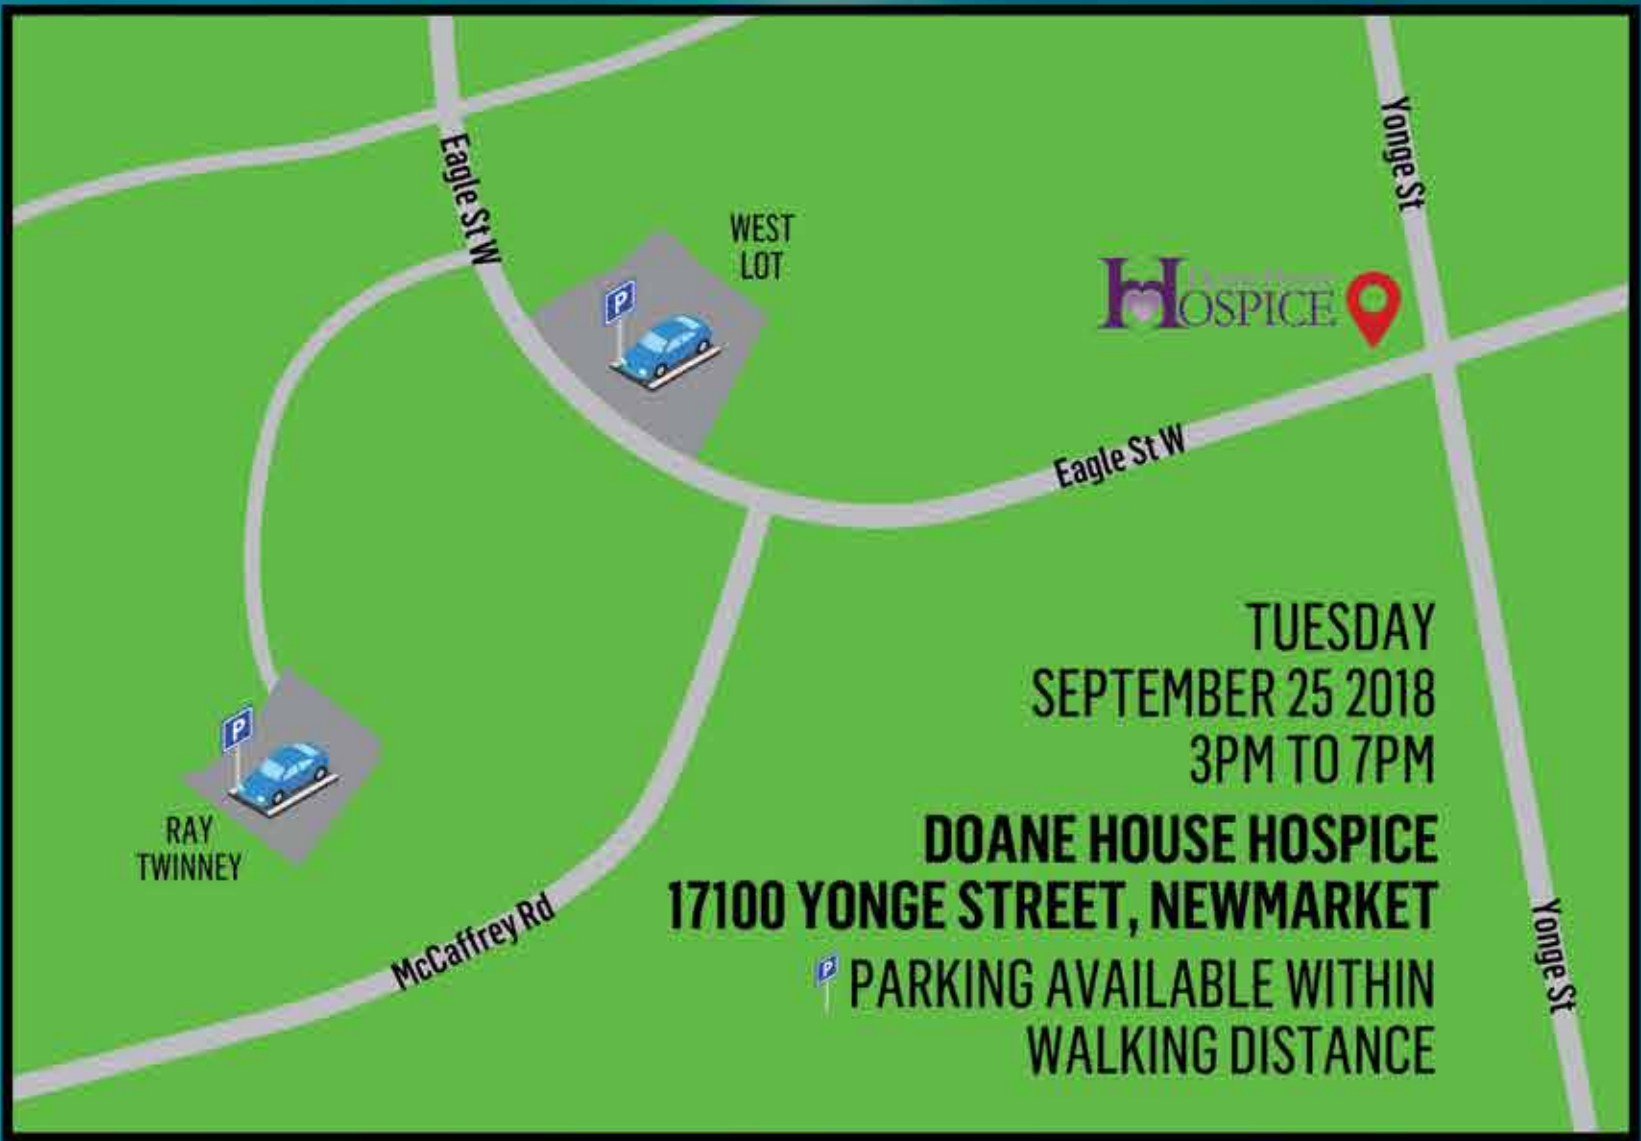 Eagle St W
Yonge St
WEST
LOT
P
HOSPICE
Eagle St W
TUESDAY
SEPTEMBER 25 2018
3PM TO 7PM
P
RAY
TWINNEY
DOANE HOUSE HOSPICE
17100 YONGE STREET, NEWMARKET
McCaffrey Rd
Yonge St
P PARKING AVAILABLE WITHIN
WALKING DISTANCE